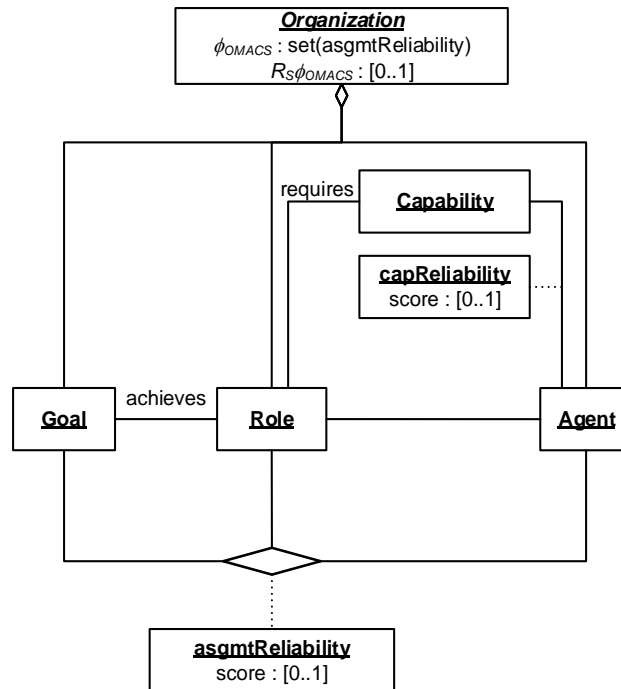 Organization
ϕOMACS : set(asgmtReliability)
RSϕOMACS : [0..1]
requires
Capability
capReliability
score : [0..1]
achieves
Goal
Role
Agent
asgmtReliability
score : [0..1]